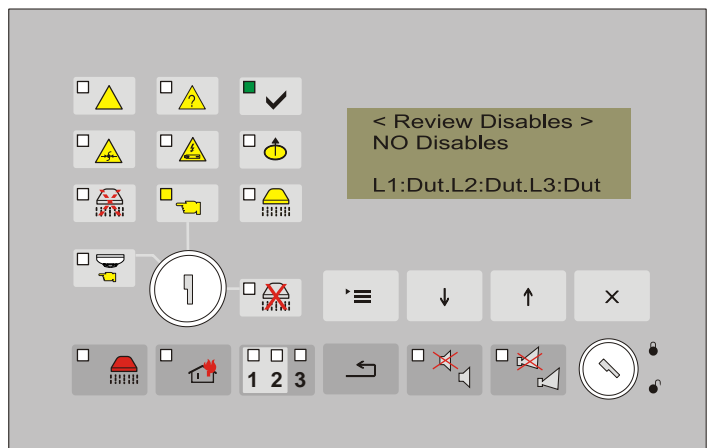 ?
< Review Disables >
NO Disables
L1:Dut.L2:Dut.L3:Dut
1 2 3